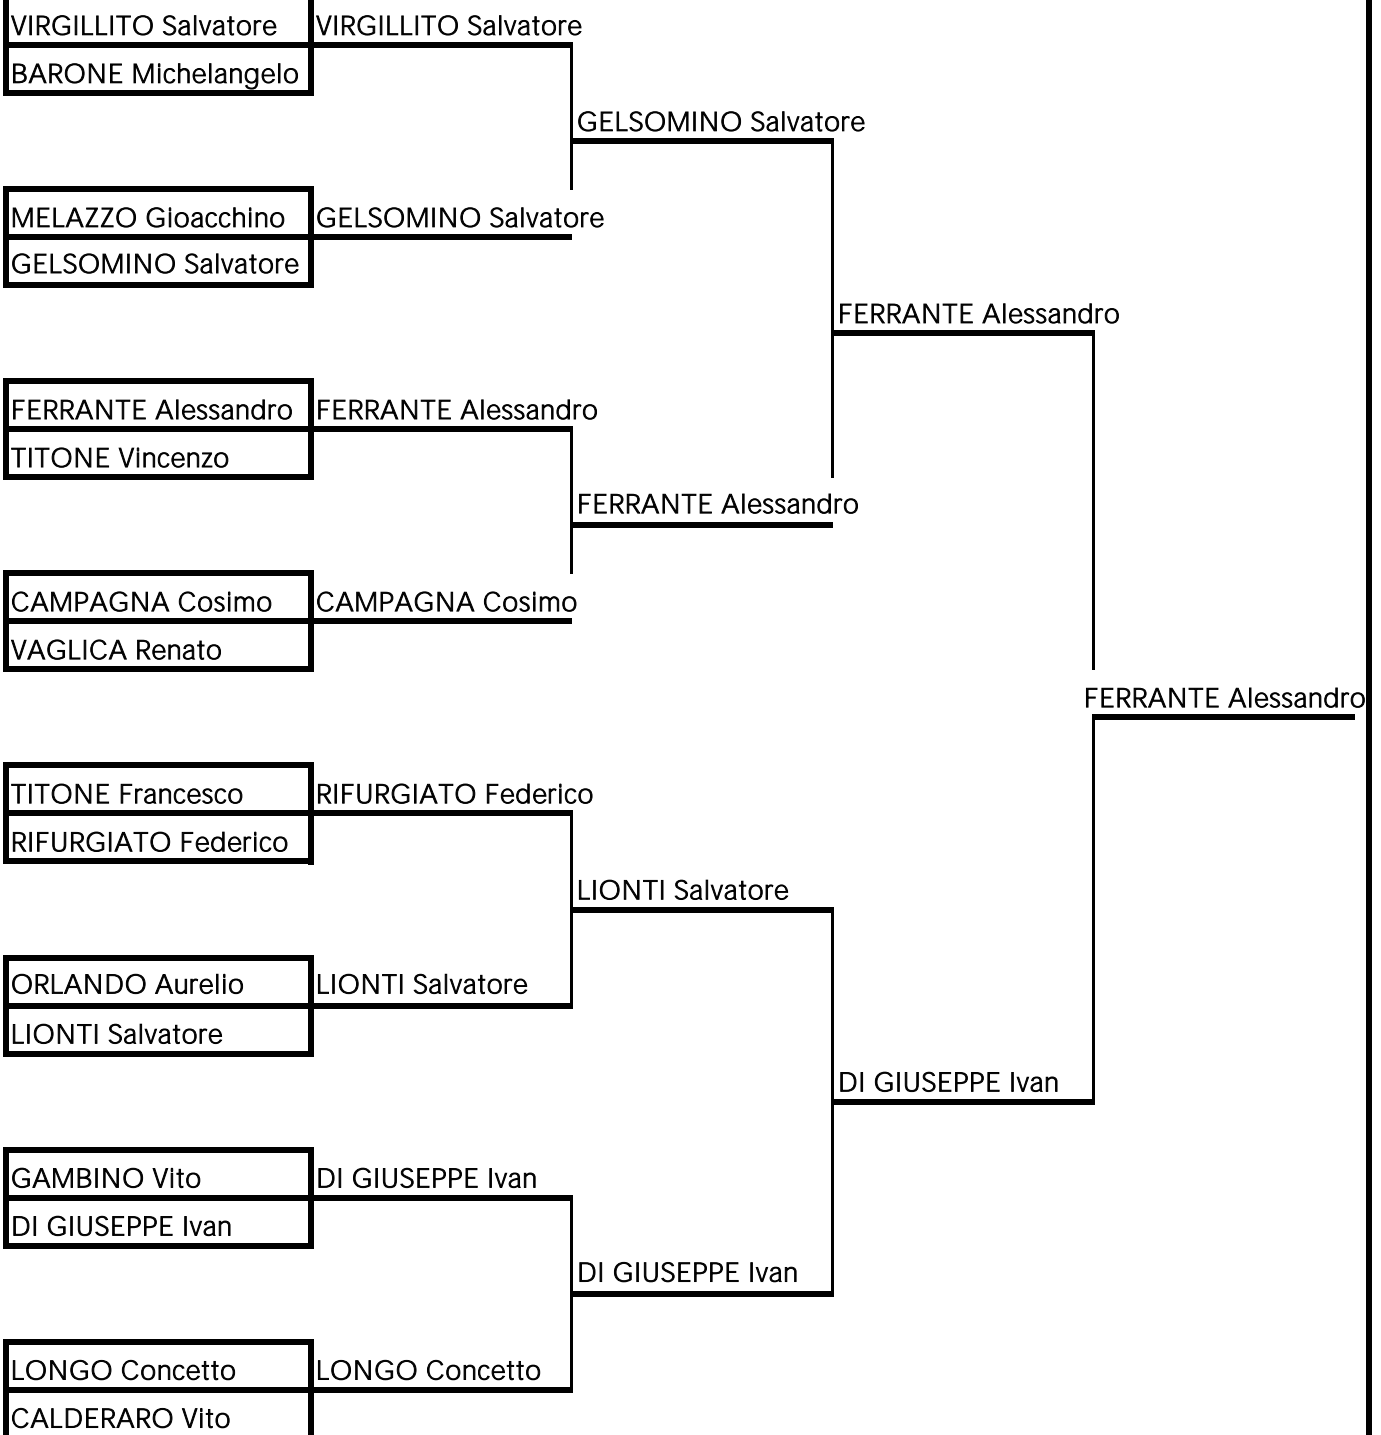 VIRGILLITO Salvatore VIRGILLITO Salvatore
BARONE Michelangelo
GELSOMINO Salvatore
MELAZZO Gioacchino GELSOMINO Salvatore
GELSOMINO Salvatore
FERRANTE Alessandro
FERRANTE Alessandro FERRANTE Alessandro
TITONE Vincenzo
FERRANTE Alessandro
CAMPAGNA Cosimo CAMPAGNA Cosimo
VAGLICA Renato
FERRANTE Alessandro
TITONE Francesco RIFURGIATO Federico
RIFURGIATO Federico
LIONTI Salvatore
ORLANDO Aurelio LIONTI Salvatore
LIONTI Salvatore
DI GIUSEPPE Ivan
GAMBINO Vito DI GIUSEPPE Ivan
DI GIUSEPPE Ivan
DI GIUSEPPE Ivan
LONGO Concetto LONGO Concetto
CALDERARO Vito